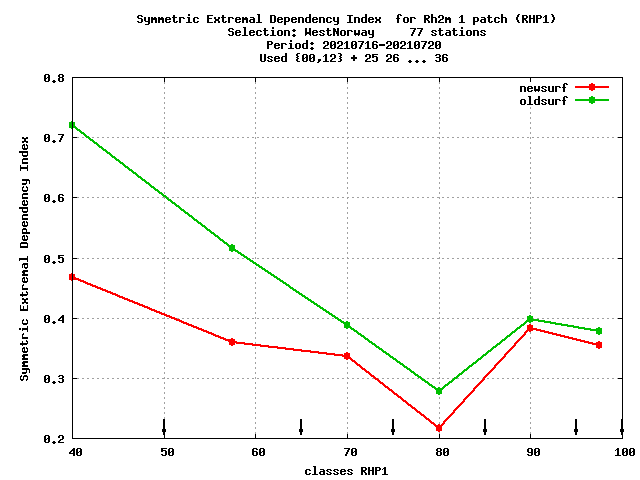 Symmetric Extremal Dependency Index  for Rh2m 1 patch (RHP1)
Selection: WestNorway     77 stations
Period: 20210716-20210720
Used {00,12} + 25 26 ... 36
newsurf
oldsurf
Symmetric Extremal Dependency Index
0.8
0.7
0.6
0.5
0.4
0.3
0.2
40 50 60 70 80 90 100
classes RHP1